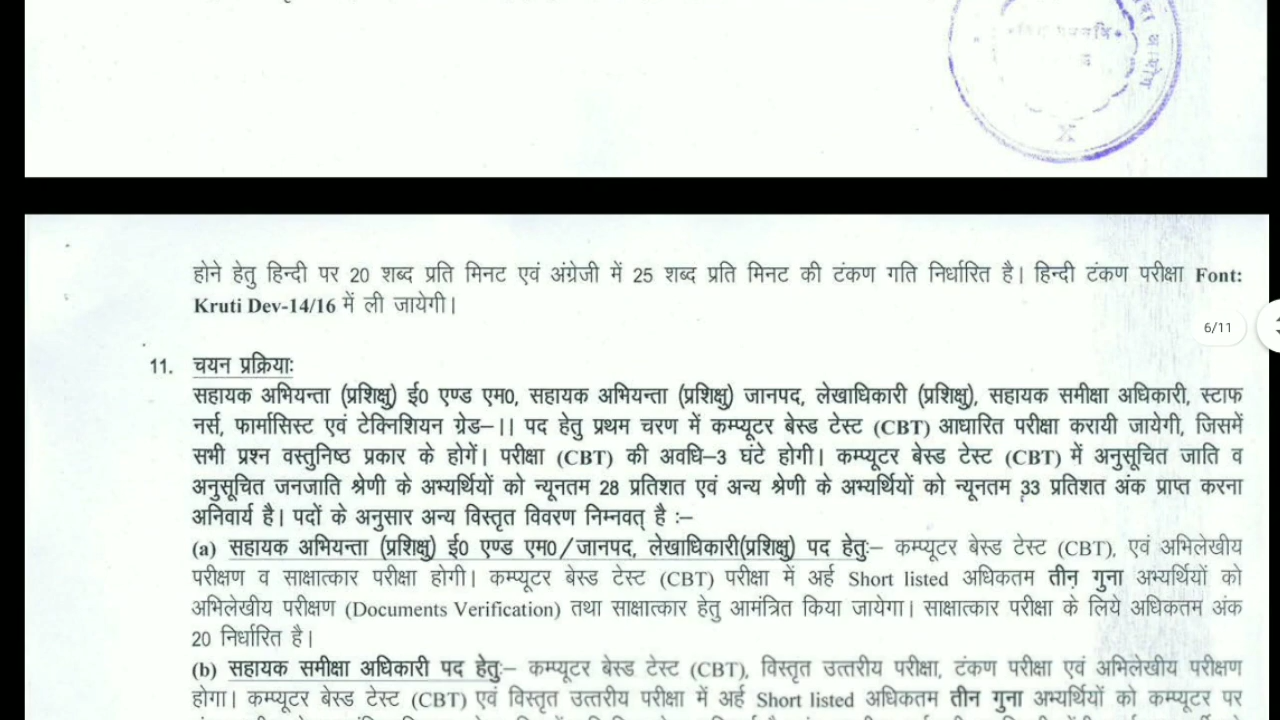 होने हेतु हिन्दी पर 20 शब्द प्रति मिनट एवं अंग्रेजी में 25 शब्द प्रति मिनट की टंकण गति निर्धारित है। हिन्दी टंकण परीक्षा Font:
Kruti Dev-14/16 में ली जायेगी।
6/11
11. चयन प्रक्रियाः
सहायक अभियन्ता (प्रशिक्षु) ई0 एण्ड एम0, सहायक अभियन्ता (प्रशिक्षु) जानपद, लेखाधिकारी (प्रशिक्षु), सहायक समीक्षा अधिकारी, स्टाफ
नर्स, फार्मासिस्ट एवं टेक्निशियन ग्रेड–।। पद हेतु प्रथम चरण में कम्प्यूटर बेस्ड टेस्ट (CBT) आधारित परीक्षा करायी जायेगी, जिसमें
सभी प्रश्न वस्तुनिष्ठ प्रकार के होगें। परीक्षा (CBT) की अवधि–3 घंटे होगी। कम्प्यूटर बेस्ड टेस्ट (CBT) में अनुसूचित जाति व
अनुसूचित जनजाति श्रेणी के अभ्यर्थियों को न्यूनतम 28 प्रतिशत एवं अन्य श्रेणी के अभ्यर्थियों को न्यूनतम 33 प्रतिशत अंक प्राप्त करना
अनिवार्य है। पदों के अनुसार अन्य विस्तृत विवरण निम्नवत् है :–
(a) सहायक अभियन्ता (प्रशिक्षु) ई0 एण्ड एम0/जानपद, लेखाधिकारी(प्रशिक्षु) पद हेतुः– कम्प्यूटर बेस्ड टेस्ट (CBT), एवं अभिलेखीय
परीक्षण व साक्षात्कार परीक्षा होगी। कम्प्यूटर बेस्ड टेस्ट (CBT) परीक्षा में अर्ह Short listed अधिकतम तीन गुना अभ्यर्थियों को
अभिलेखीय परीक्षण (Documents Verification) तथा साक्षात्कार हेतु आमंत्रित किया जायेगा। साक्षात्कार परीक्षा के लिये अधिकतम अंक
20 निर्धारित है।
(b) सहायक समीक्षा अधिकारी पद हेतुः– कम्प्यूटर बेस्ड टेस्ट (CBT), विस्तृत उत्तरीय परीक्षा, टंकण परीक्षा एवं अभिलेखीय परीक्षण
होगा। कम्प्यूटर बेस्ड टेस्ट (CBT) एवं विस्तृत उत्तरीय परीक्षा में अर्ह Short listed अधिकतम तीन गुना अभ्यर्थियों को कम्प्यूटर पर